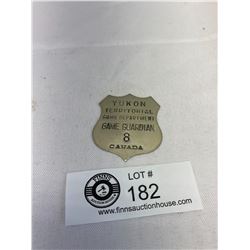 YUKON
TERRITORIAL
GAME DEPARTMENT
GAME GUARDIAN
8
CANADA
FINNS
LOT #
182
www.finnsauctionhouse.com